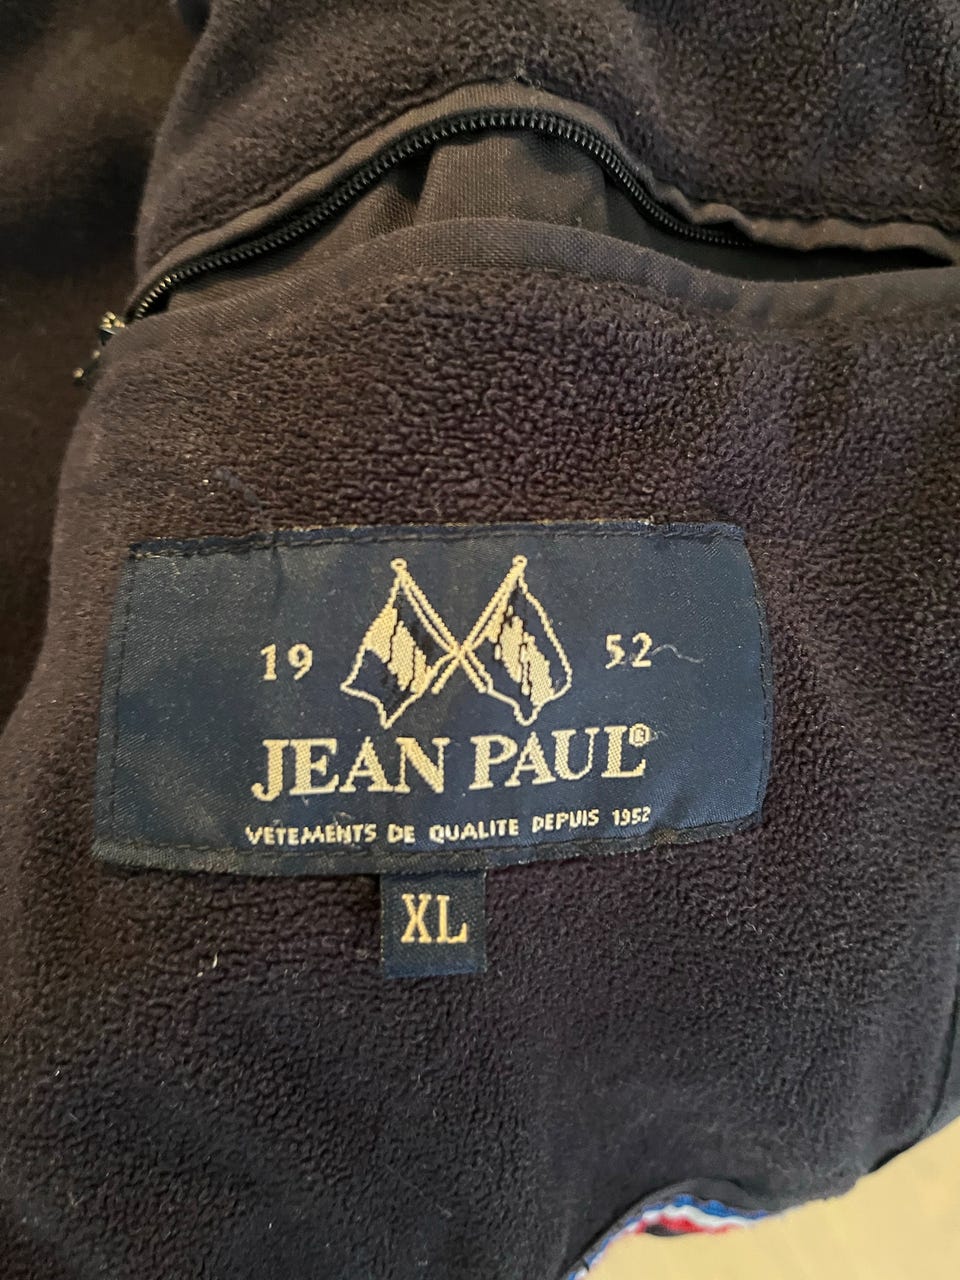 19 52
JEAN PAUL®
VETEMENTS DE QUALITE DEPUIS 1952
XL